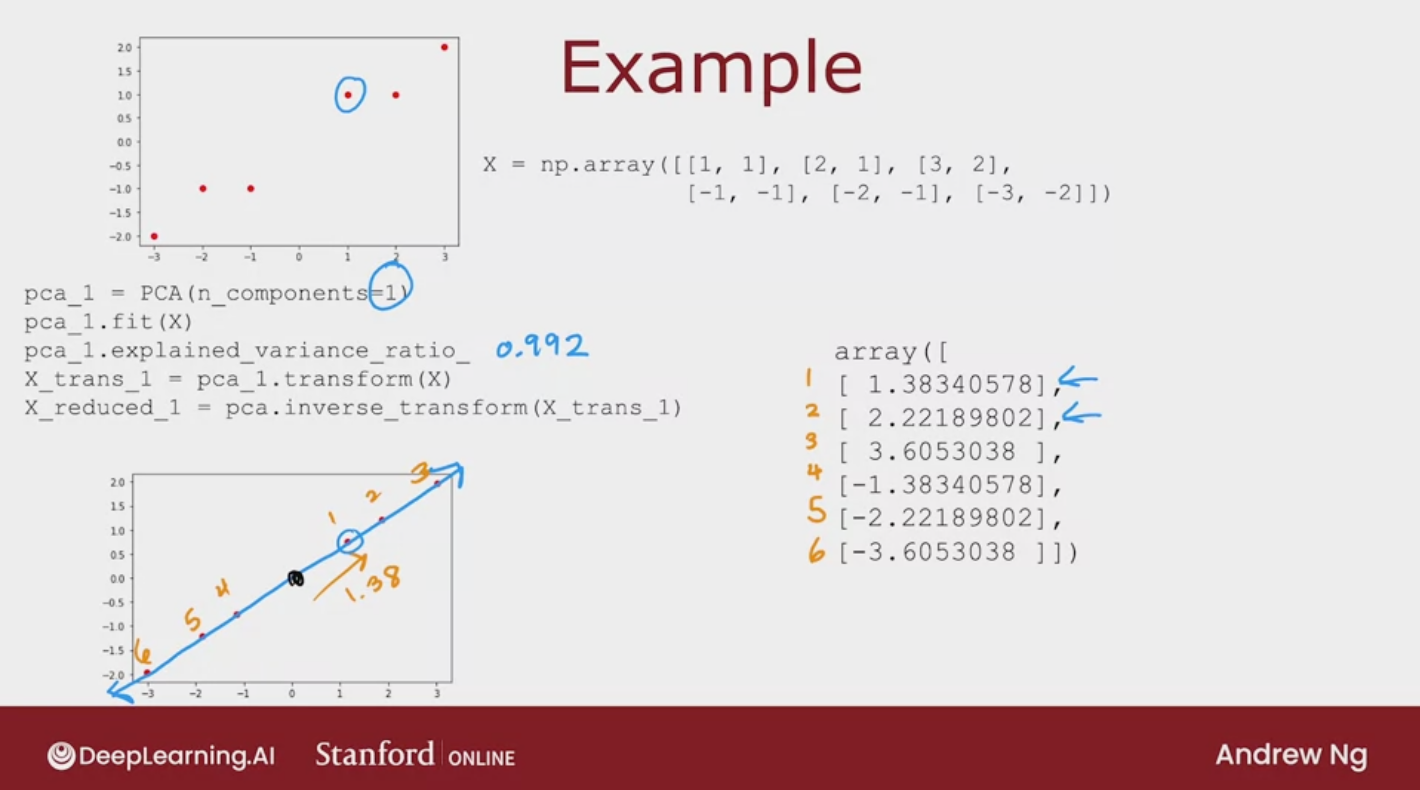 Example
2.0
1.5
1.0
0.5
0.0
−0.5
−1.0
−1.5
−2.0
−3 −2 −1 0 1 2 3
X = np.array([[1, 1], [2, 1], [3, 2],
[-1, -1], [-2, -1], [-3, -2]])
pca_1 = PCA(n_components=1)
pca_1.fit(X)
pca_1.explained_variance_ratio_ 0.992
X_trans_1 = pca_1.transform(X)
X_reduced_1 = pca.inverse_transform(X_trans_1)
array([
1 [ 1.38340578],
2 [ 2.22189802],
3 [ 3.6053038 ],
4 [-1.38340578],
5 [-2.22189802],
6 [-3.6053038 ]])
2.0
1.5
1.0
0.5
0.0
−0.5
−1.0
−1.5
−2.0
−3 −2 −1 0 1 2 3
3
2
1
1.38
4
5
6
DeepLearning.AI Stanford ONLINE Andrew Ng